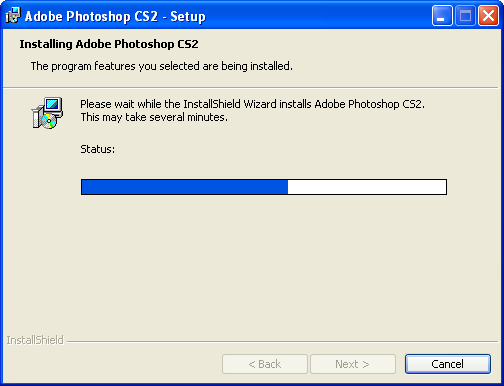 Adobe Photoshop CS2 - Setup
Installing Adobe Photoshop CS2
The program features you selected are being installed.
Please wait while the InstallShield Wizard installs Adobe Photoshop CS2.
This may take several minutes.
Status:
InstallShield
< Back
Next >
Cancel